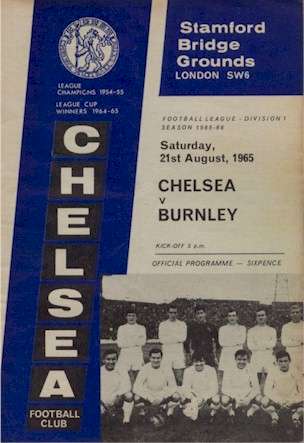 Stamford
Bridge
Grounds
LONDON SW6
LEAGUE
CHAMPIONS 1954-55
LEAGUE CUP
WINNERS 1964-65
FOOTBALL LEAGUE - DIVISION 1
SEASON 1965-66
Saturday,
21st August, 1965
CHELSEA
v
BURNLEY
KICK-OFF 3 p.m.
OFFICIAL PROGRAMME — SIXPENCE
CHELSEA
FOOTBALL
CLUB